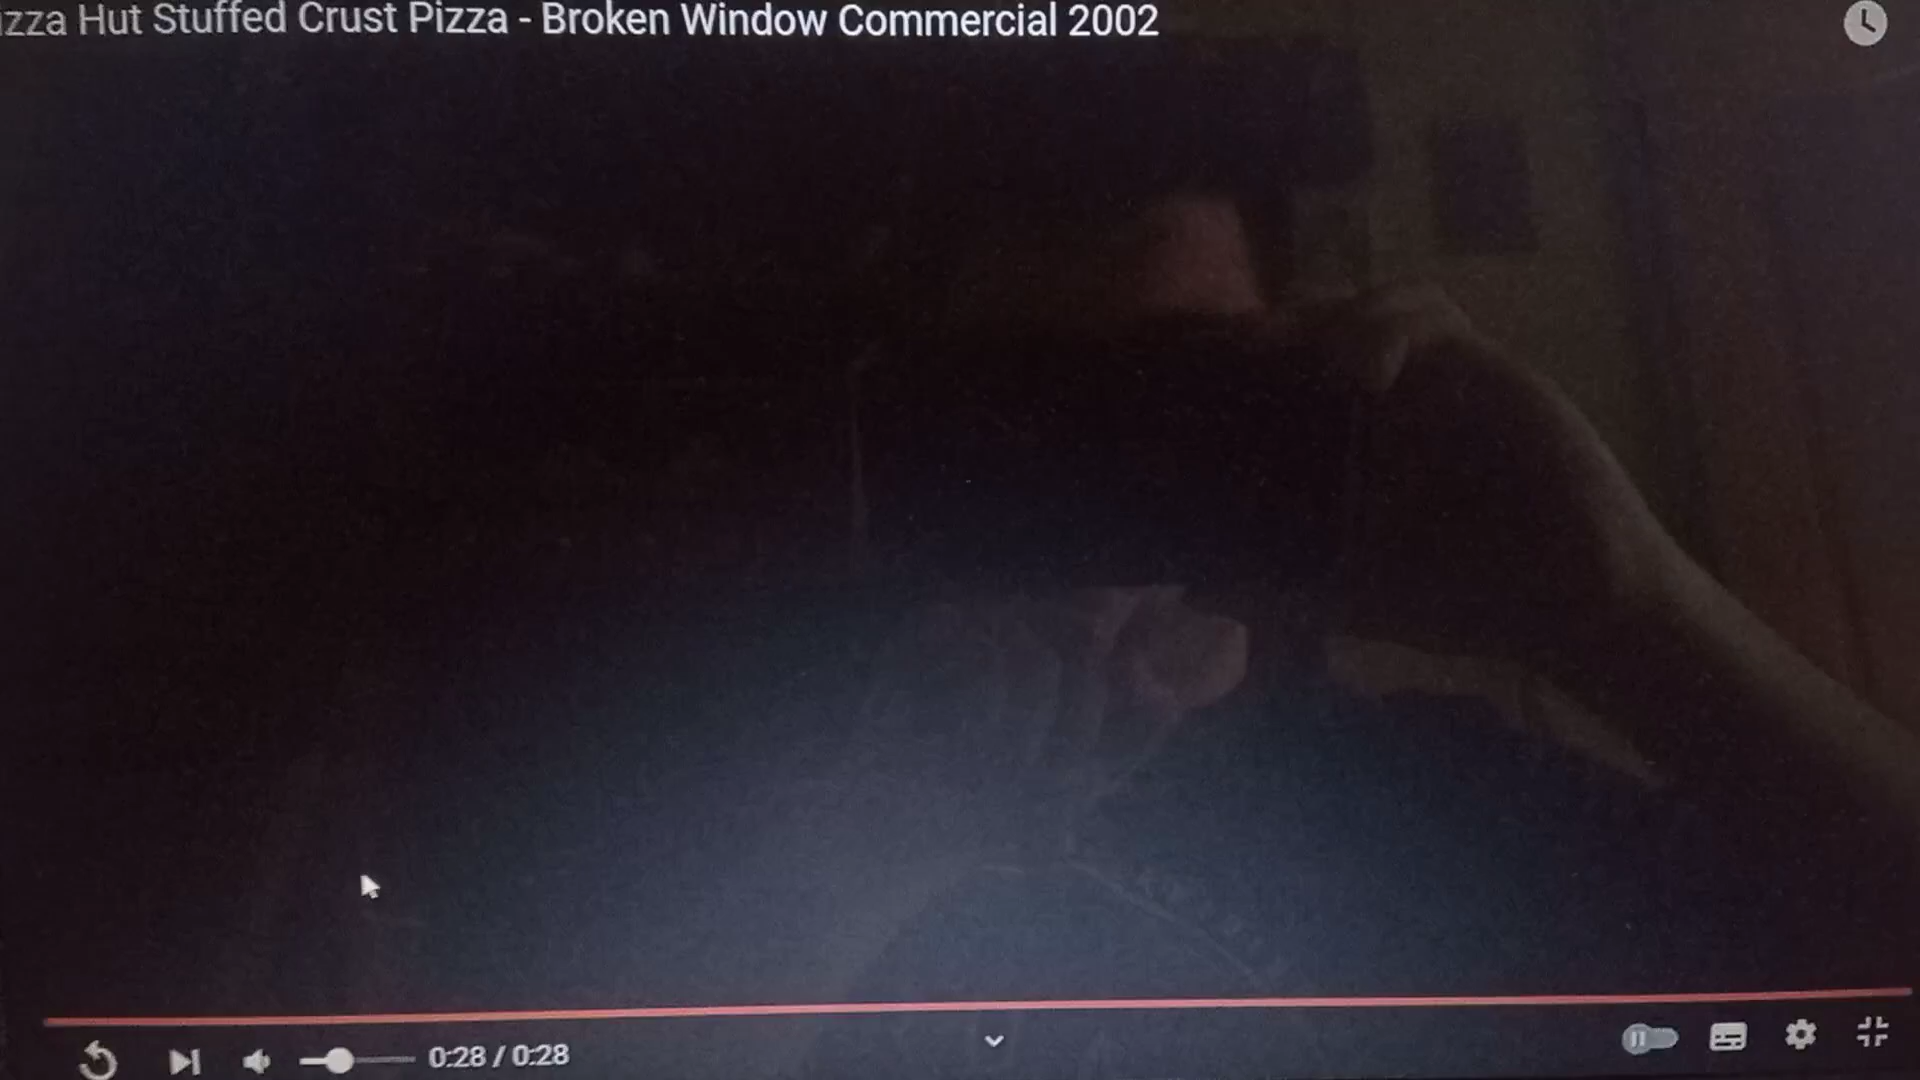 izza Hut Stuffed Crust Pizza - Broken Window Commercial 2002
0:28 / 0:28